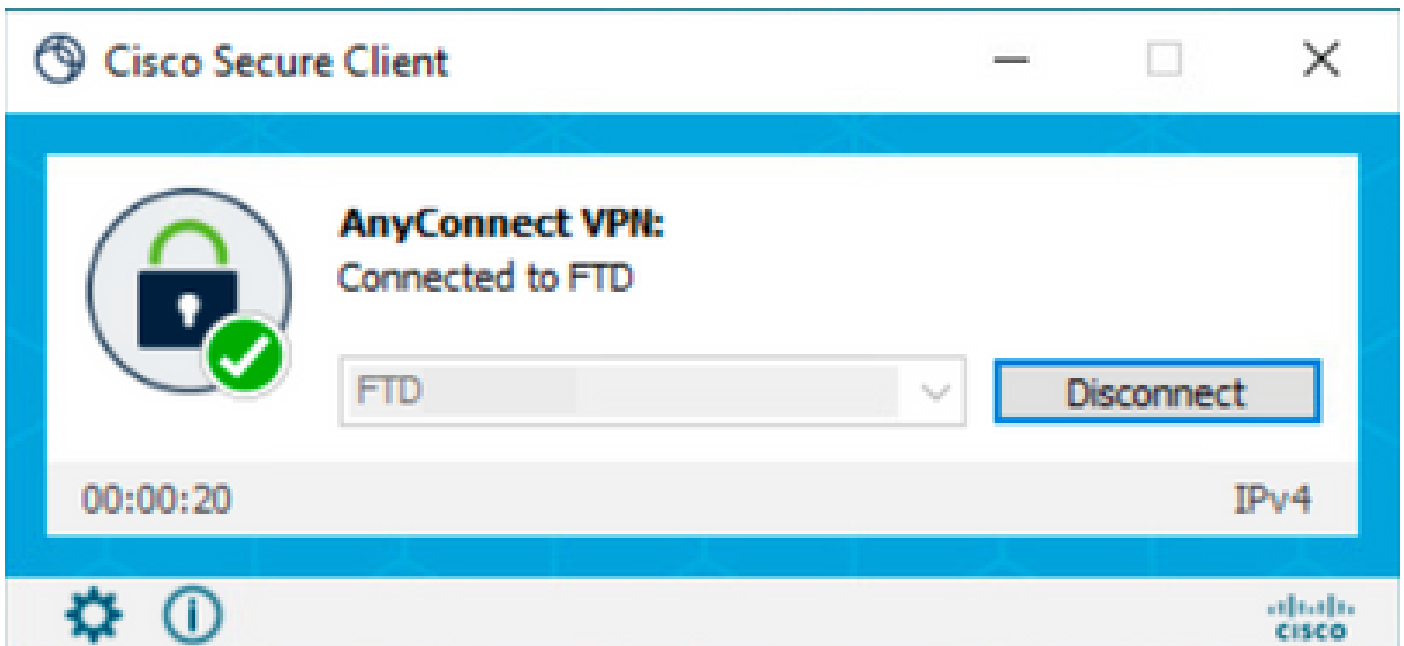 Cisco Secure Client
AnyConnect VPN:
Connected to FTD
FTD
Disconnect
00:00:20
IPv4
CISCO